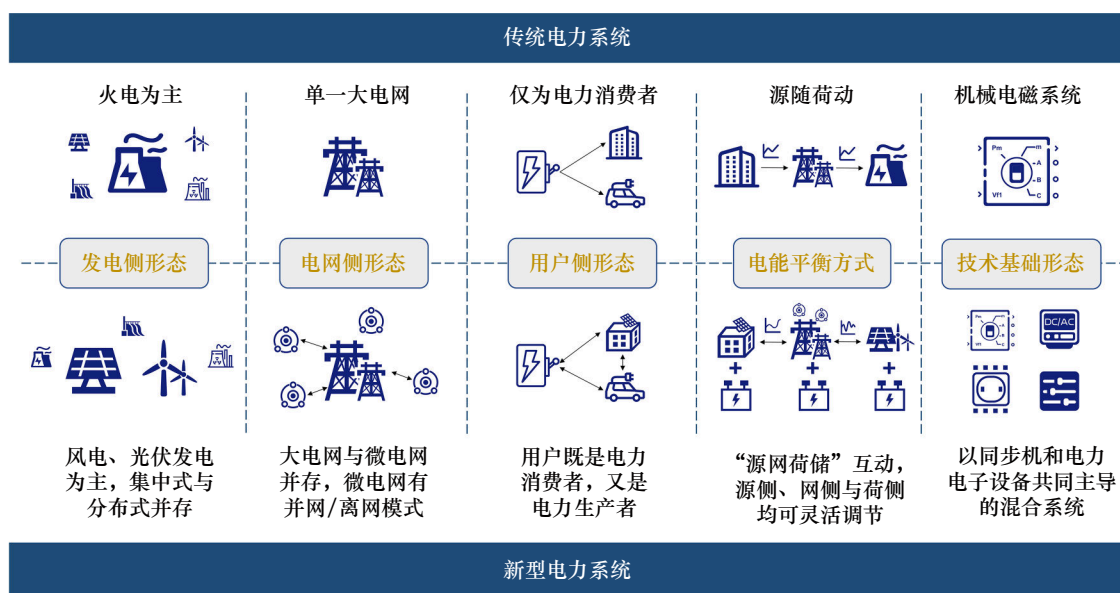 传统电力系统
火电为主
单一大电网
仅为电力消费者
源随荷动
机械电磁系统
Pm
m
A
B
Vf1
C
发电侧形态
电网侧形态
用户侧形态
电能平衡方式
技术基础形态
DC/AC
风电、光伏发电
为主，集中式与
分布式并存
大电网与微电网
并存，微电网有
并网/离网模式
用户既是电力
消费者，又是
电力生产者
“源网荷储”互动，
源侧、网侧与荷侧
均可灵活调节
以同步机和电力
电子设备共同主导
的混合系统
新型电力系统